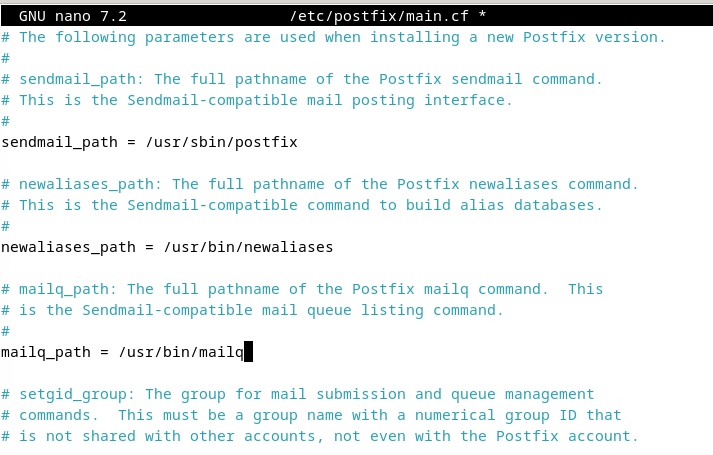 GNU nano 7.2 /etc/postfix/main.cf *
# The following parameters are used when installing a new Postfix version.
#
# sendmail_path: The full pathname of the Postfix sendmail command.
# This is the Sendmail-compatible mail posting interface.
#
sendmail_path = /usr/sbin/postfix
# newaliases_path: The full pathname of the Postfix newaliases command.
# This is the Sendmail-compatible command to build alias databases.
#
newaliases_path = /usr/bin/newaliases
# mailq_path: The full pathname of the Postfix mailq command.  This
# is the Sendmail-compatible mail queue listing command.
#
mailq_path = /usr/bin/mailq
# setgid_group: The group for mail submission and queue management
# commands.  This must be a group name with a numerical group ID that
# is not shared with other accounts, not even with the Postfix account.